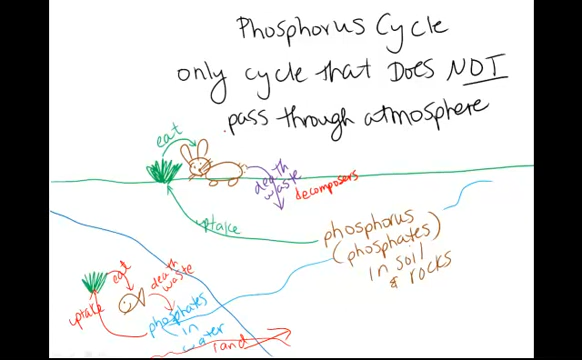 Phosphorus Cycle
only cycle that Does NOT
pass through atmosphere
eat
death
waste
decomposers
uptake
phosphorus
(phosphates)
in soil
& rocks
eat
death
waste
uptake
phosphates
in
water
land